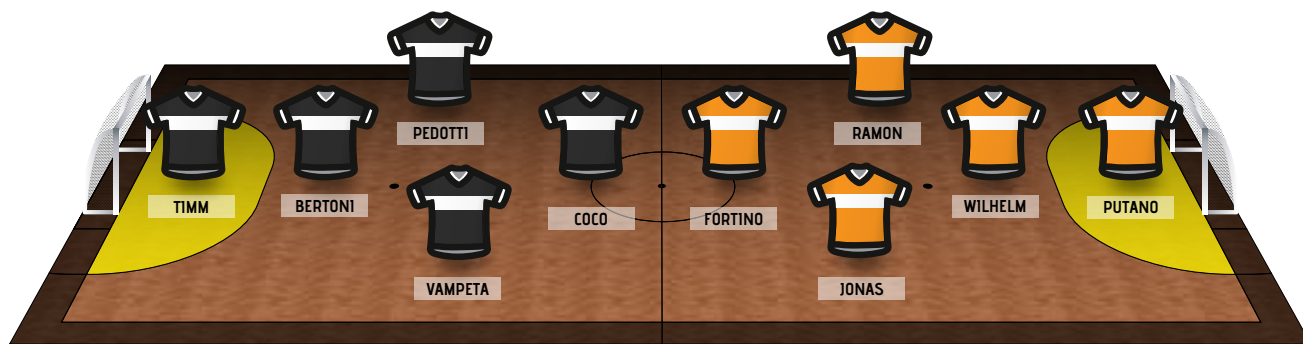 PEDOTTI
RAMON
TIMM
BERTONI
COCO
FORTINO
WILHELM
PUTANO
VAMPETA
JONAS